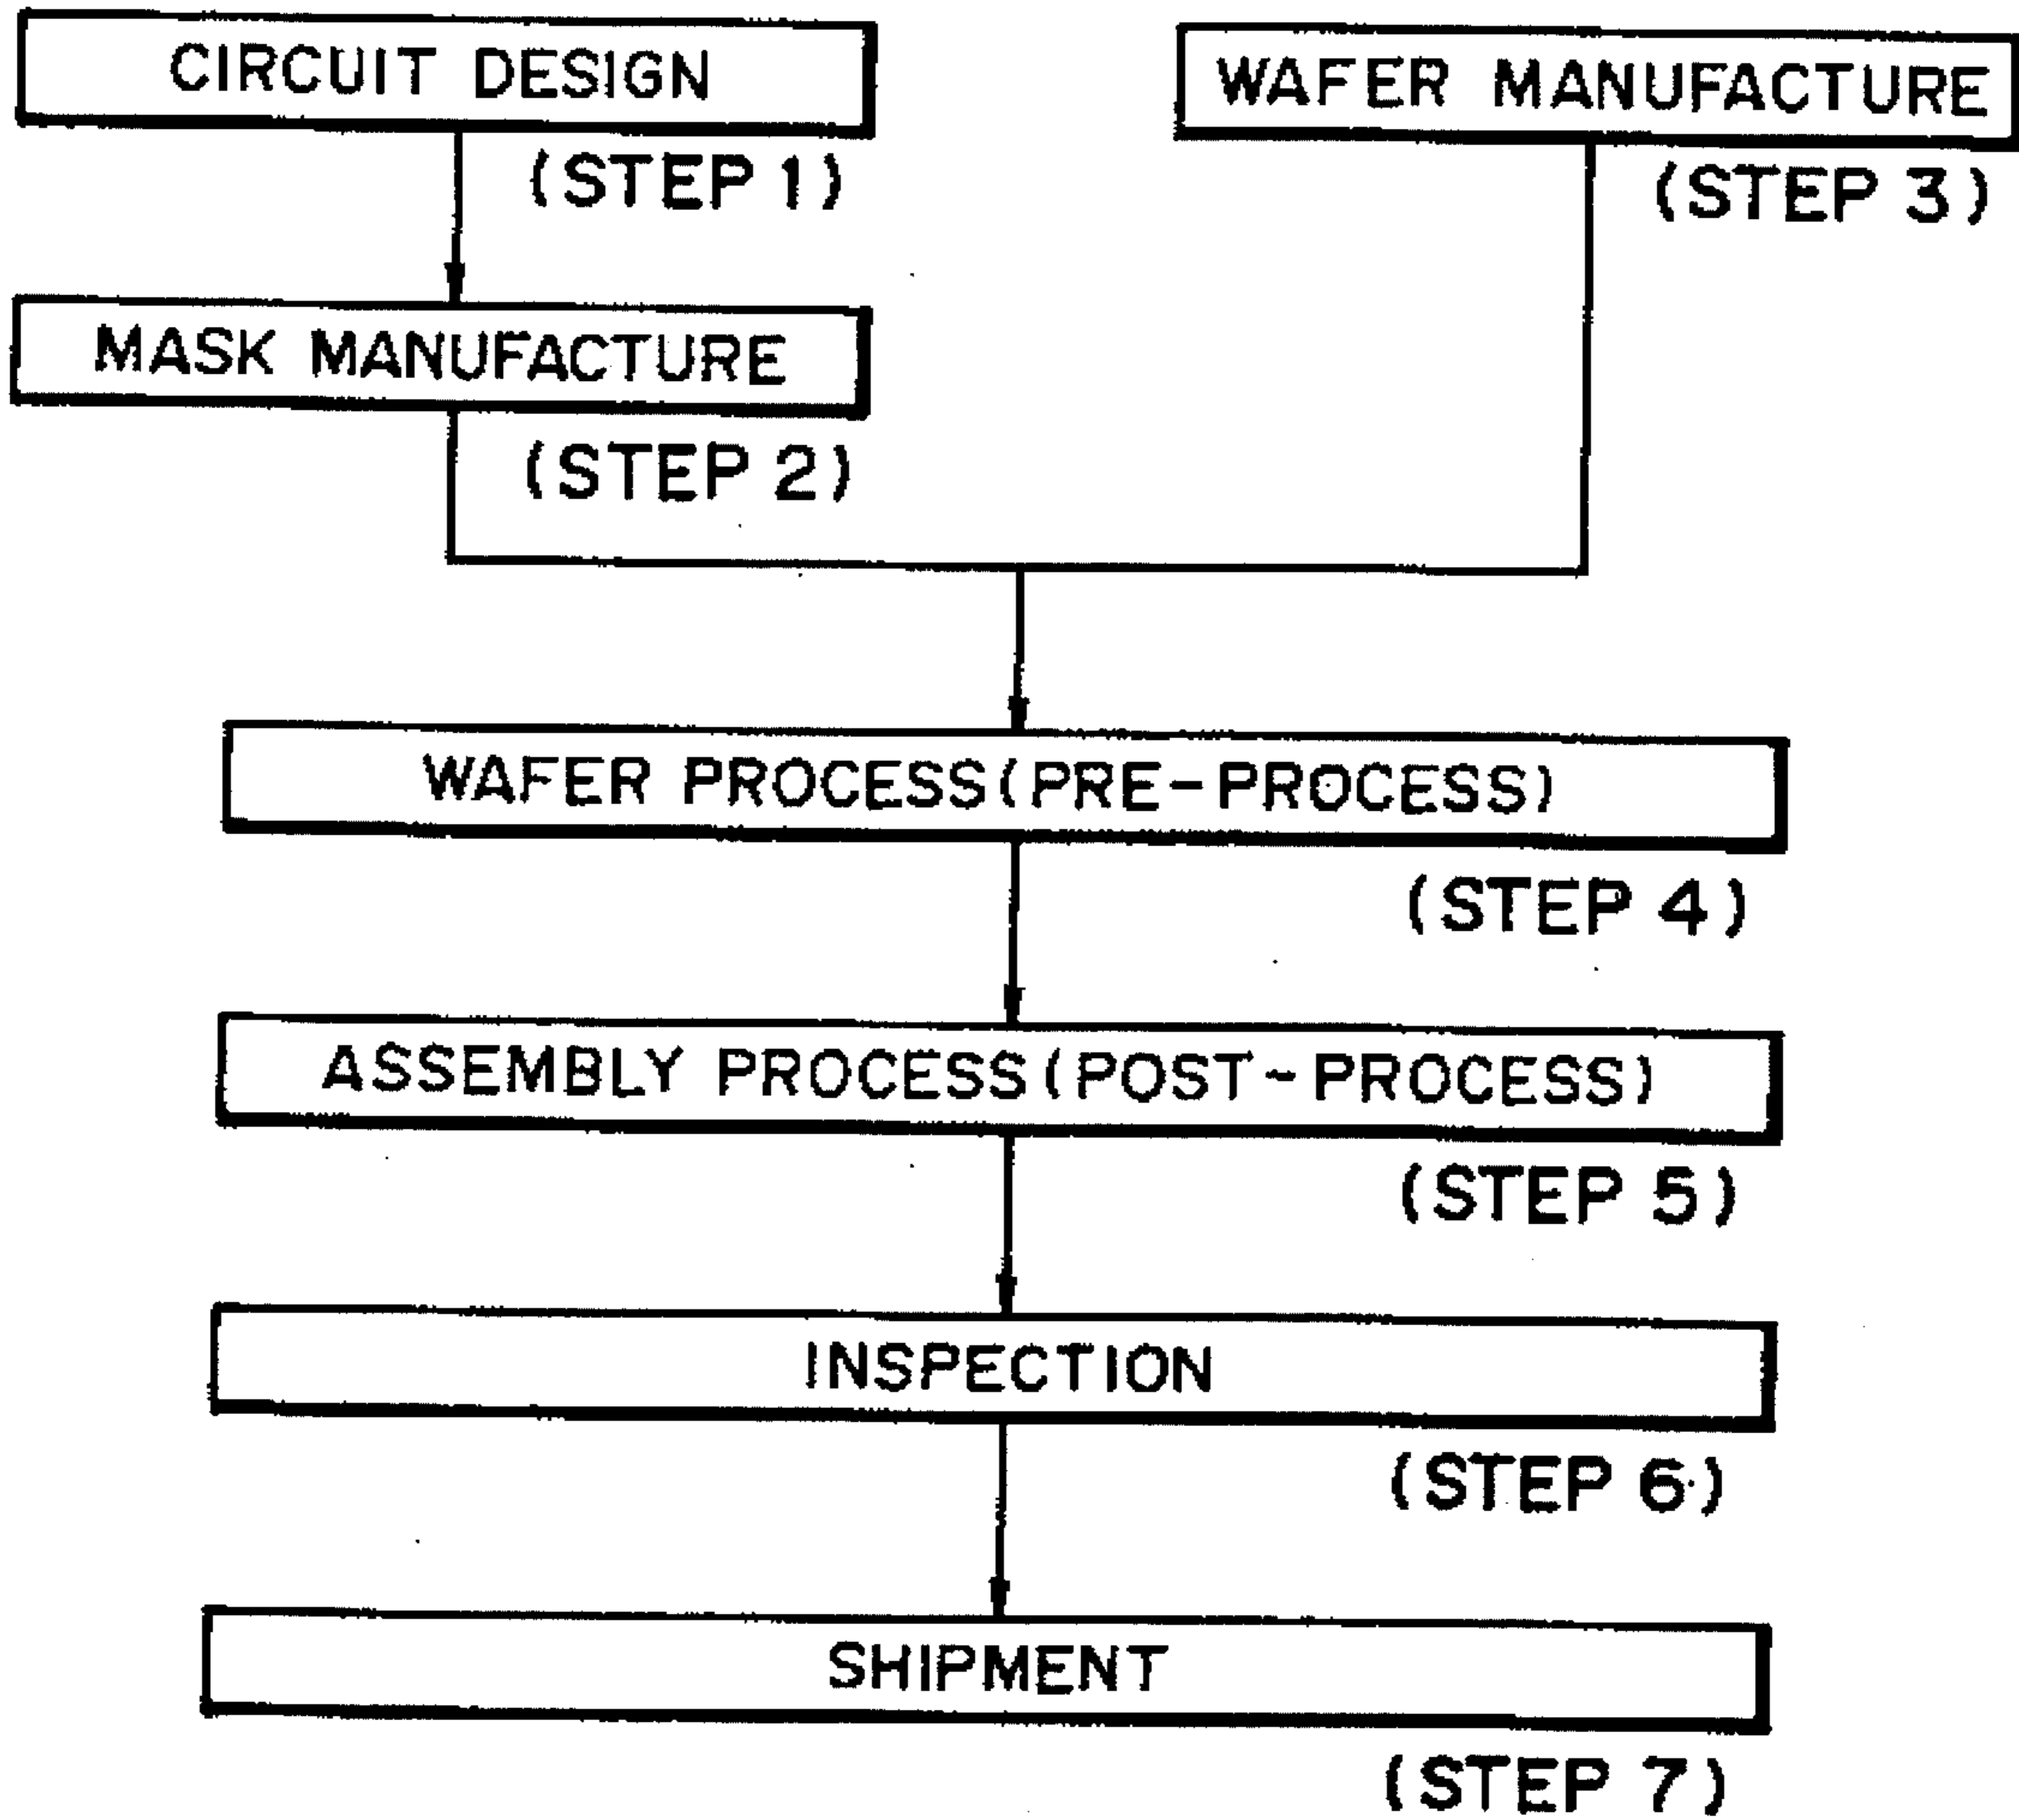 CIRCUIT DESIGN
(STEP 1)
WAFER MANUFACTURE
(STEP 3)
MASK MANUFACTURE
(STEP 2)
WAFER PROCESS(PRE-PROCESS)
(STEP 4)
ASSEMBLY PROCESS(POST-PROCESS)
(STEP 5)
INSPECTION
(STEP 6)
SHIPMENT
(STEP 7)